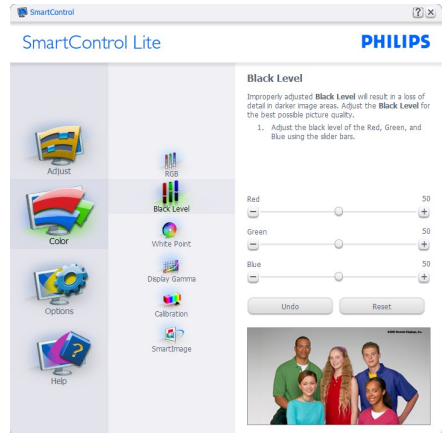 SmartControl
?
SmartControl Lite
PHILIPS
Adjust
Color
Options
Help
RGB
Black Level
White Point
Display Gamma
Calibration
SmartImage
Black Level
Improperly adjusted Black Level will result in a loss of
detail in darker image areas. Adjust the Black Level for
the best possible picture quality.
1. Adjust the black level of the Red, Green, and
Blue using the slider bars.
Red 50
Green 50
Blue 50
Undo Reset